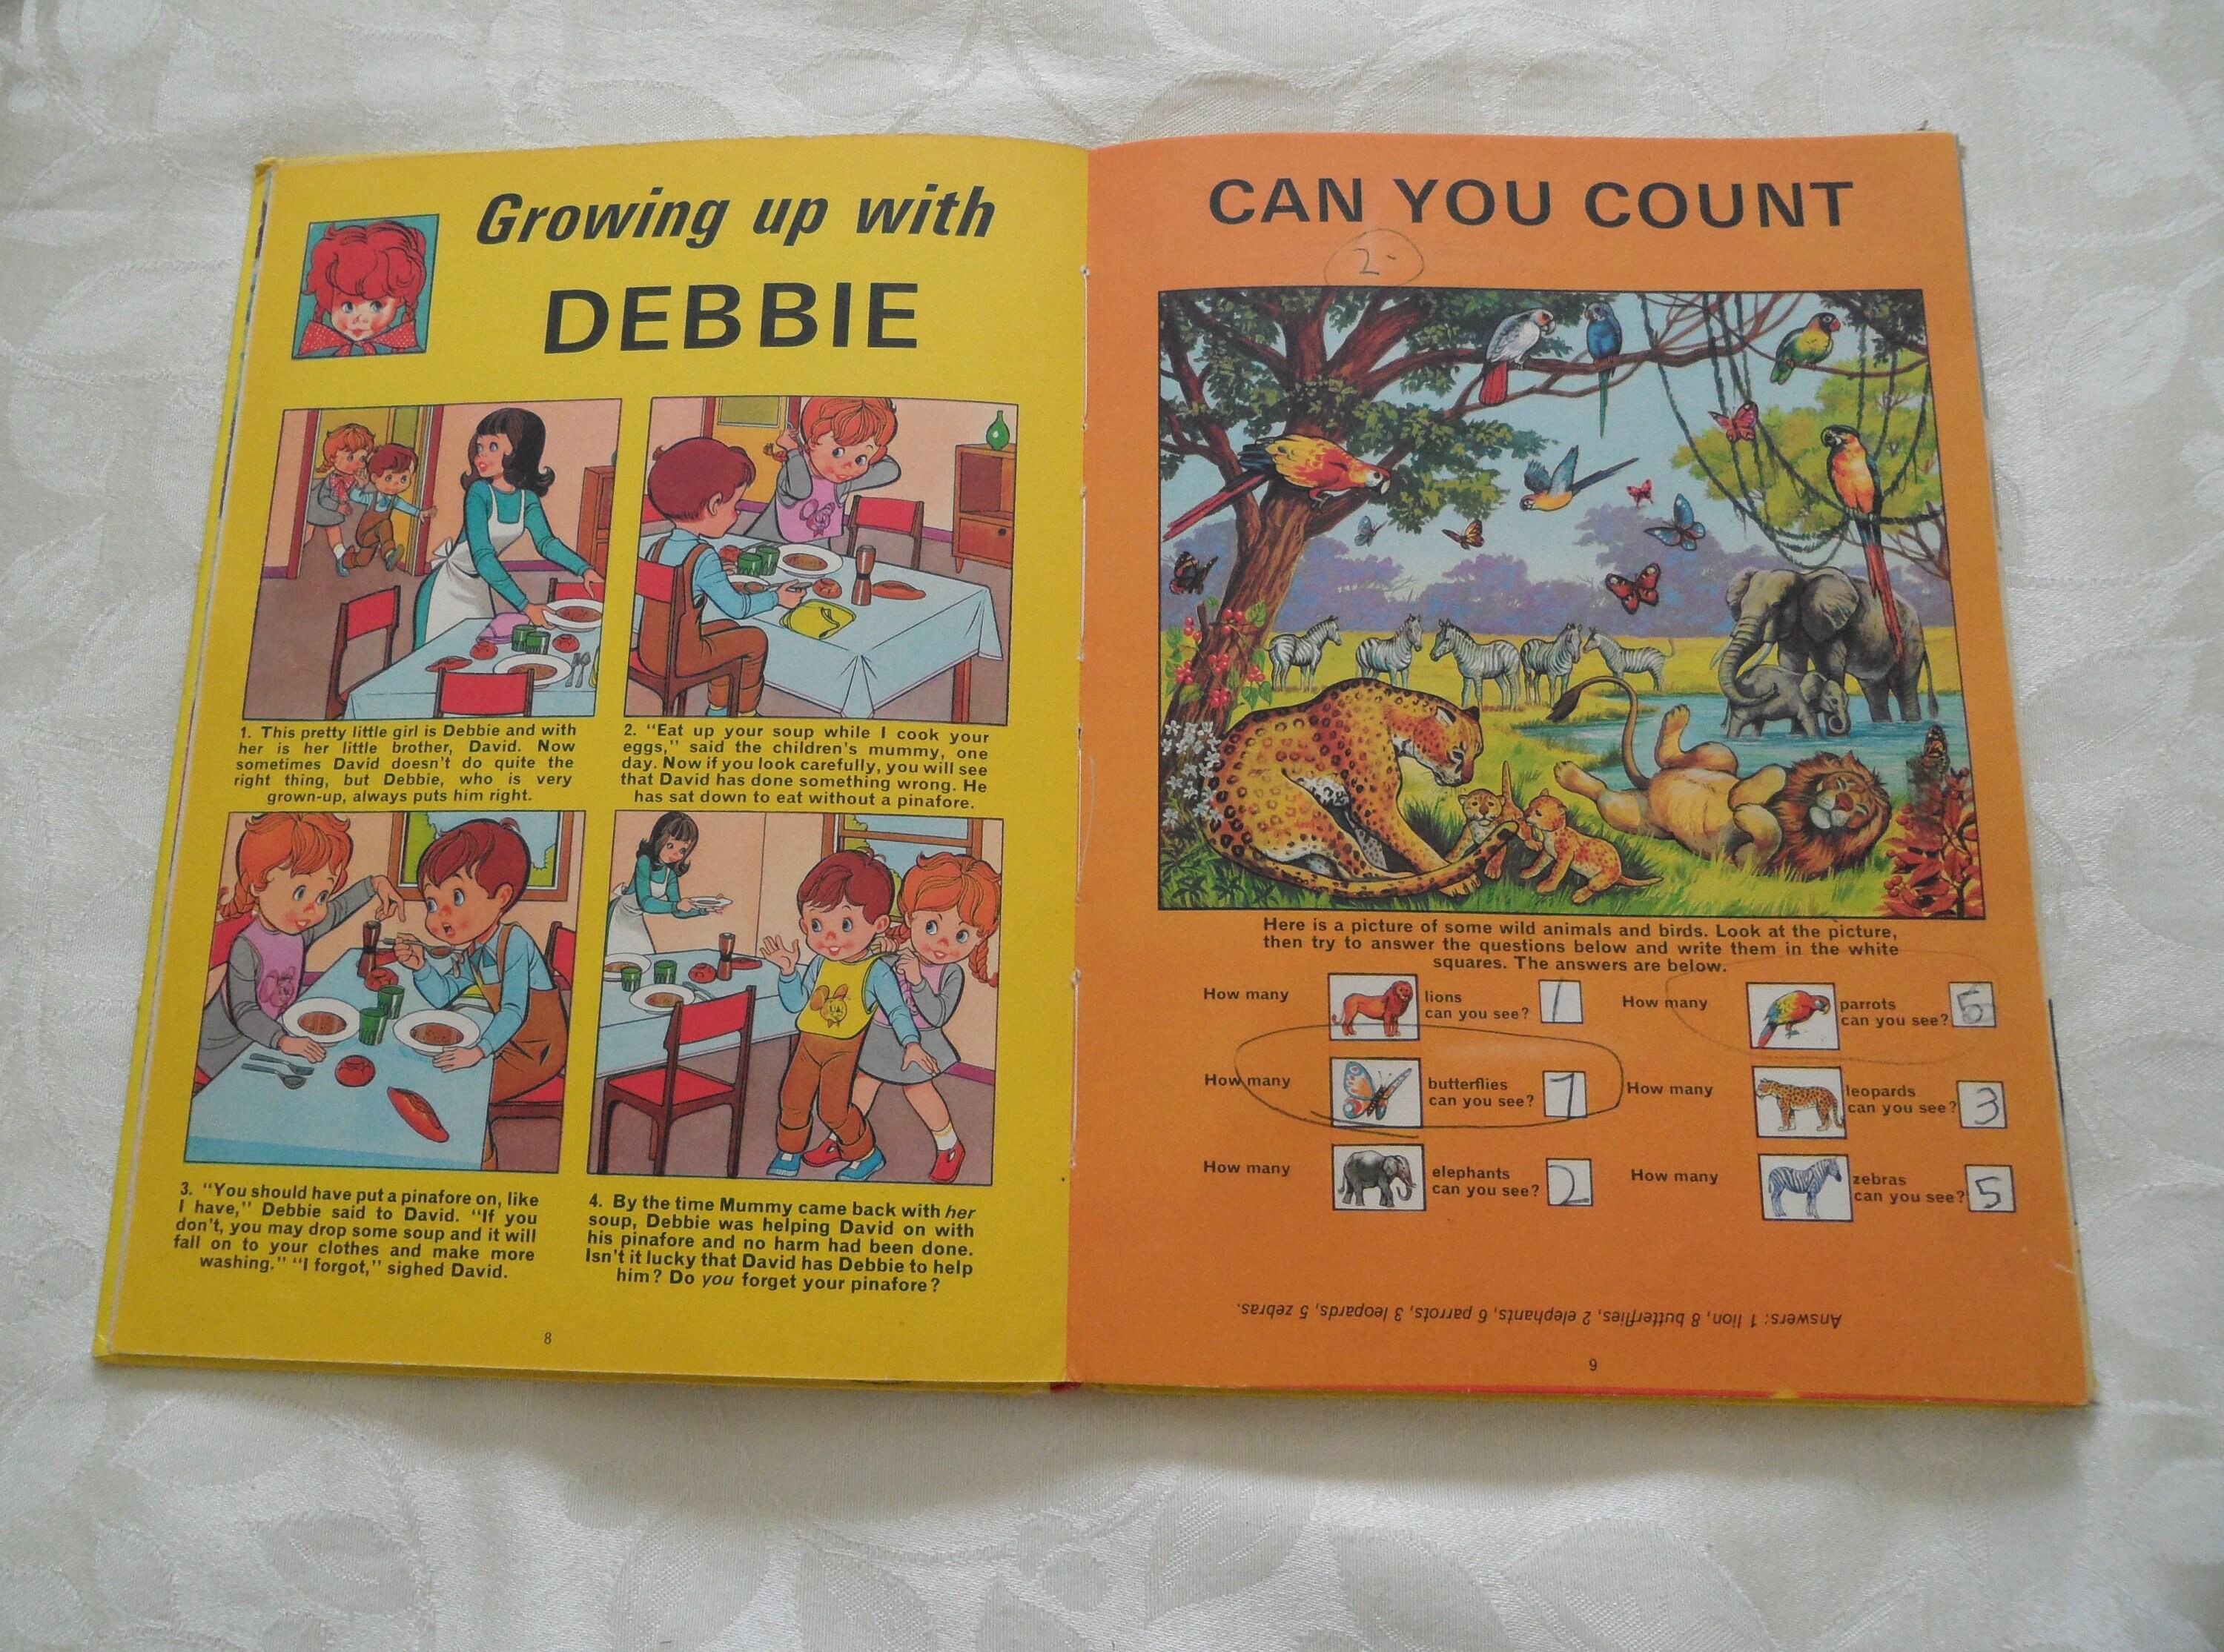 Growing up with
DEBBIE
1. This pretty little girl is Debbie and with
her is her little brother, David. Now
sometimes David doesn't do quite the
right thing, but Debbie, who is very
grown-up, always puts him right.
2. "Eat up your soup while I cook your
eggs," said the children's mummy, one
day. Now if you look carefully, you will see
that David has done something wrong. He
has sat down to eat without a pinafore.
3. "You should have put a pinafore on, like
I have," Debbie said to David. "If you
don't, you may drop some soup and it will
fall on to your clothes and make more
washing." "I forgot," sighed David.
4. By the time Mummy came back with her
soup, Debbie was helping David on with
his pinafore and no harm had been done.
Isn't it lucky that David has Debbie to help
him? Do you forget your pinafore?
8
CAN YOU COUNT
2.
Here is a picture of some wild animals and birds. Look at the picture,
then try to answer the questions below and write them in the white
squares. The answers are below.
How many
lions
can you see?
1
How many
parrots
can you see?
How many
butterflies
can you see?
7
How many
leopards
can you see?
3
How many
elephants
can you see?
2
How many
zebras
can you see?
5
Answers: 1 lion, 8 butterflies, 2 elephants, 6 parrots, 3 leopards, 5 zebras.
9